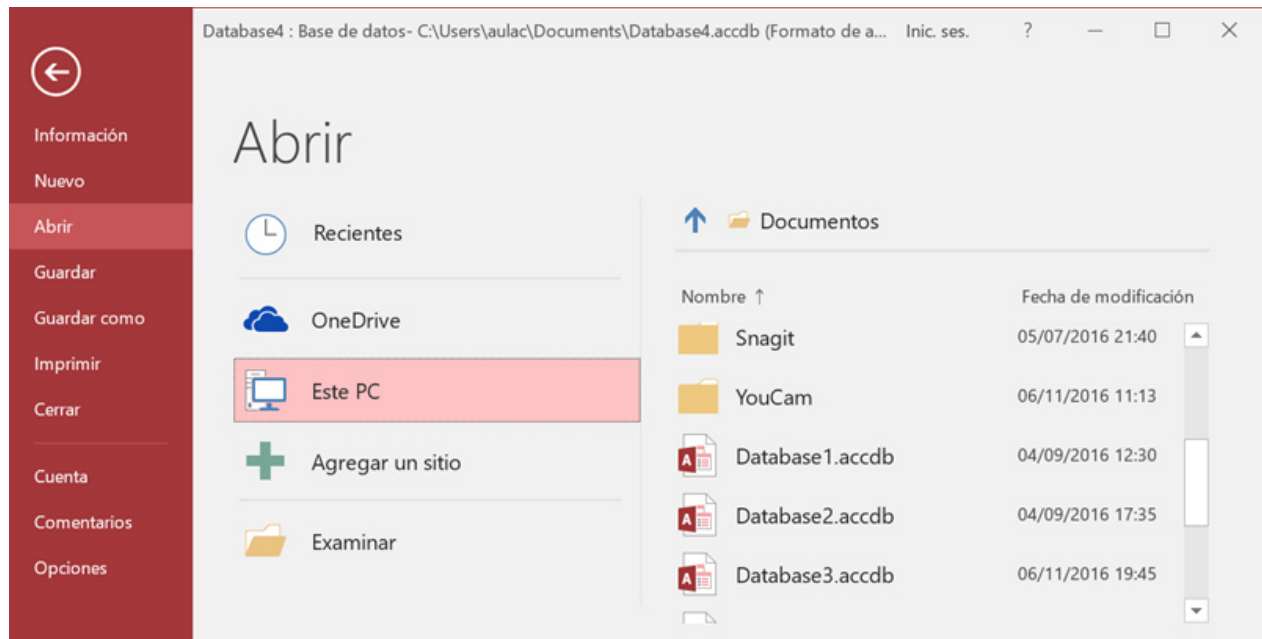 Database4 : Base de datos- C:\Users\aulac\Documents\Database4.accdb (Formato de a... Inic. ses. ?
Información
Nuevo
Abrir
Guardar
Guardar como
Imprimir
Cerrar
Cuenta
Comentarios
Opciones
Abrir
Recientes
OneDrive
Este PC
Agregar un sitio
Examinar
Documentos
Nombre ↑ Fecha de modificación
Snagit 05/07/2016 21:40
YouCam 06/11/2016 11:13
Database1.accdb 04/09/2016 12:30
Database2.accdb 04/09/2016 17:35
Database3.accdb 06/11/2016 19:45